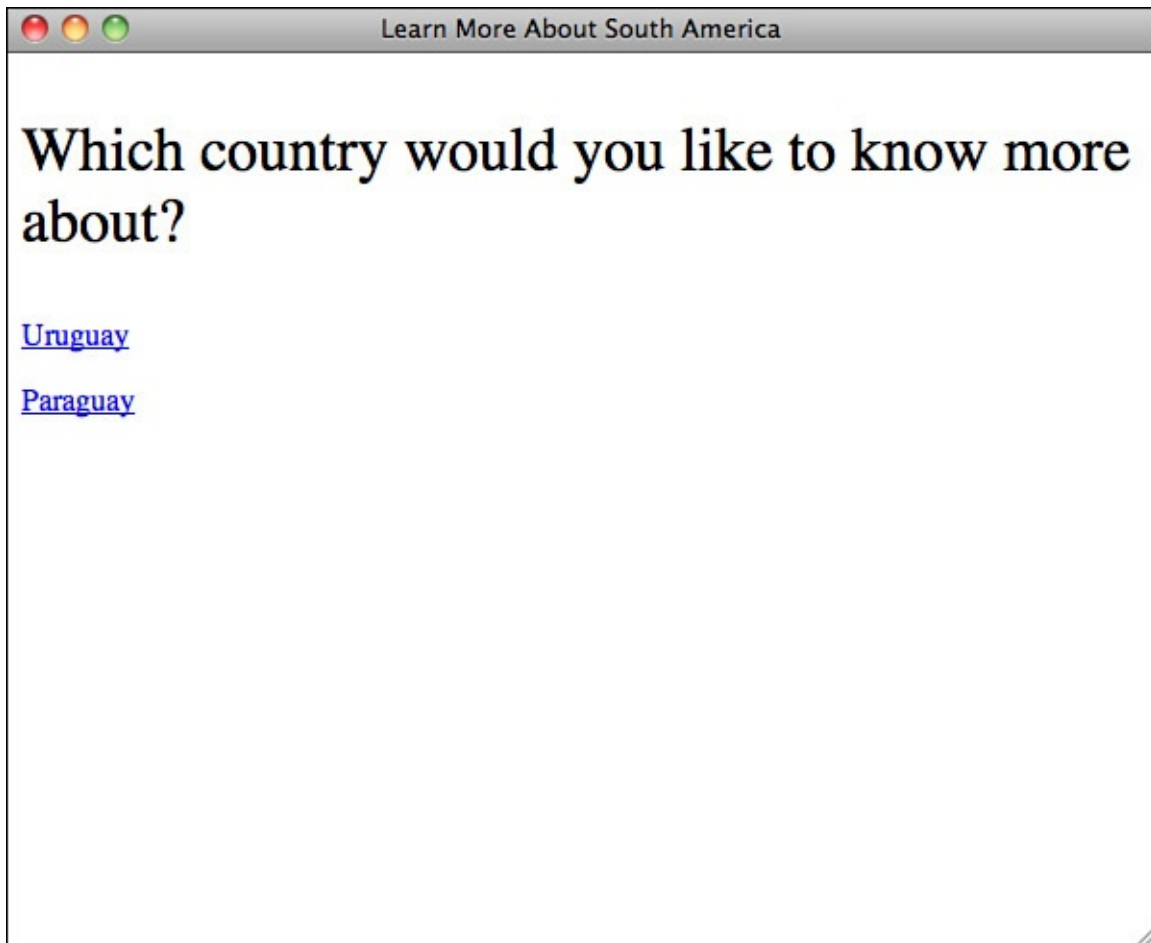 Learn More About South America
Which country would you like to know more
about?
Uruguay
Paraguay